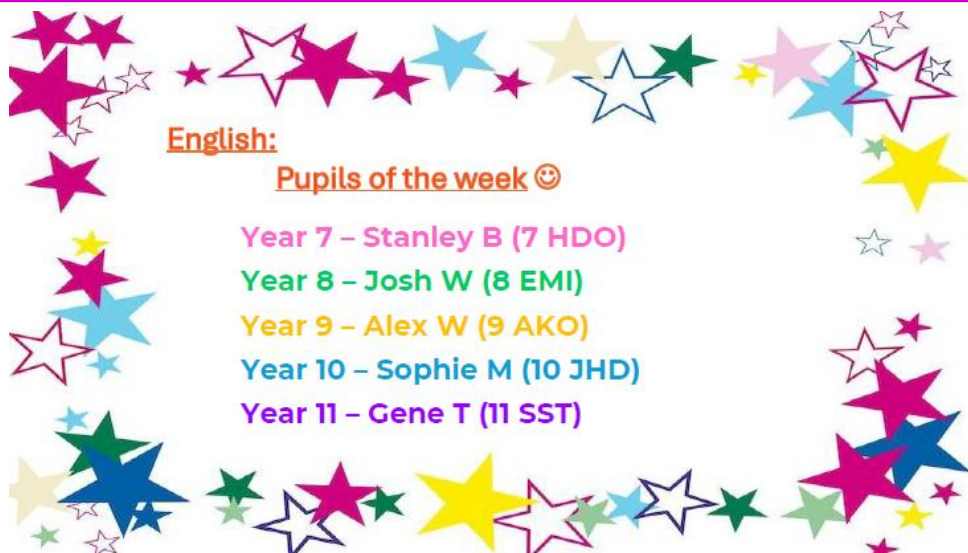 English:
Pupils of the week ☺
Year 7 – Stanley B (7 HDO)
Year 8 – Josh W (8 EMI)
Year 9 – Alex W (9 AKO)
Year 10 – Sophie M (10 JHD)
Year 11 – Gene T (11 SST)